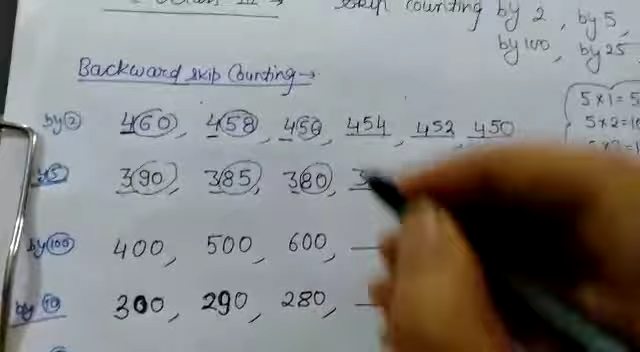 skip counting by 2, by 5,
by 100, by 25
Backward skip Counting →
by 2 460, 458, 456, 454, 452, 450
by 5 390, 385, 380, 3
by 100 400, 500, 600,
by 10 300, 290, 280,
5×1=5
5×2=10